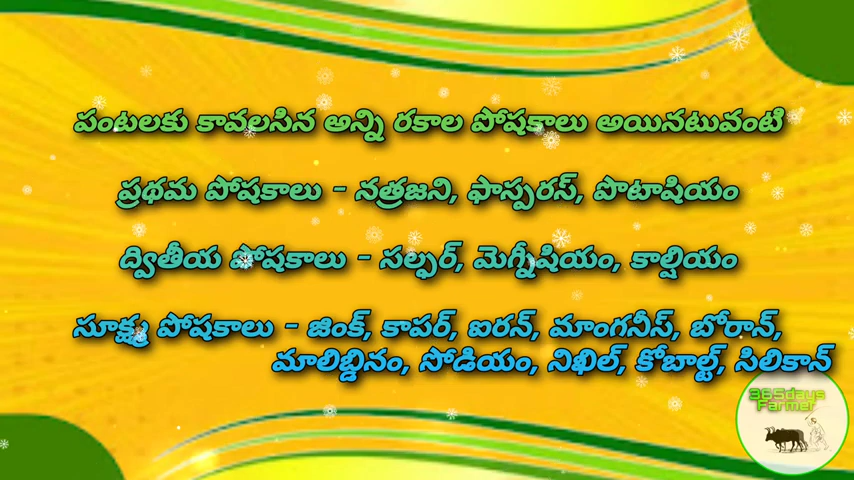 పంటలకు కావలసిన అన్ని రకాల పోషకాలు అయినటువంటి
ప్రథమ పోషకాలు - నత్రజని, ఫాస్పరస్, పొటాషియం
ద్వితీయ పోషకాలు - సల్ఫర్, మెగ్నీషియం, కాల్షియం
సూక్ష్మ పోషకాలు - జింక్, కాపర్, ఐరన్, మాంగనీస్, బోరాన్,
మాలిబ్డినం, సోడియం, నిఖిల్, కోబాల్ట్, సిలికాన్
365days
Farmer